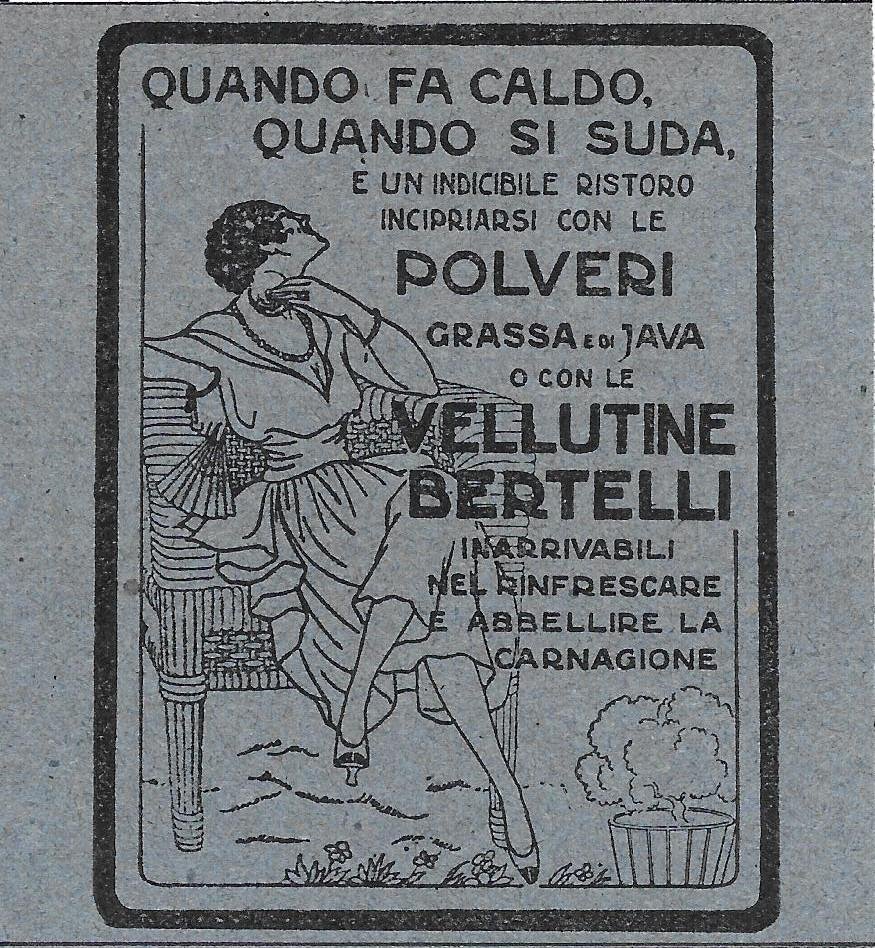 QUANDO FA CALDO,
QUANDO SI SUDA,
È UN INDICIBILE RISTORO
INCIPRIARSI CON LE
POLVERI
GRASSA E DI JAVA
O CON LE
VELLUTINE
BERTELLI
INARRIVABILI
NEL RINFRESCARE
E ABBELLIRE LA
CARNAGIONE